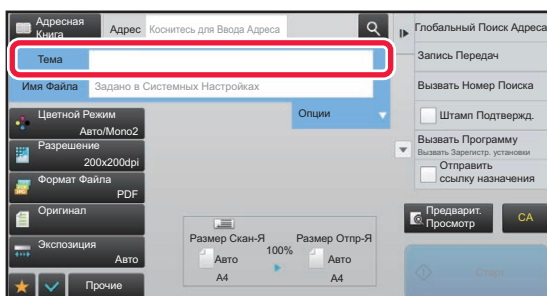 Адресная
Книга
Адрес
Коснитесь для Ввода Адреса
Тема
Имя Файла
Задано в Системных Настройках
Цветной Режим
Авто/Mono2
Опции
Разрешение
200x200dpi
Формат Файла
PDF
Оригинал
Экспозиция
Авто
Прочие
Размер Скан-Я
100%
Размер Отпр-Я
Авто
A4
Авто
A4
Глобальный Поиск Адреса
Запись Передач
Вызвать Номер Поиска
Штамп Подтвержд.
Вызвать Программу
Вызвать Зарегистр. установки
Отправить
ссылку назначения
Предварит.
Просмотр
CA
Старт